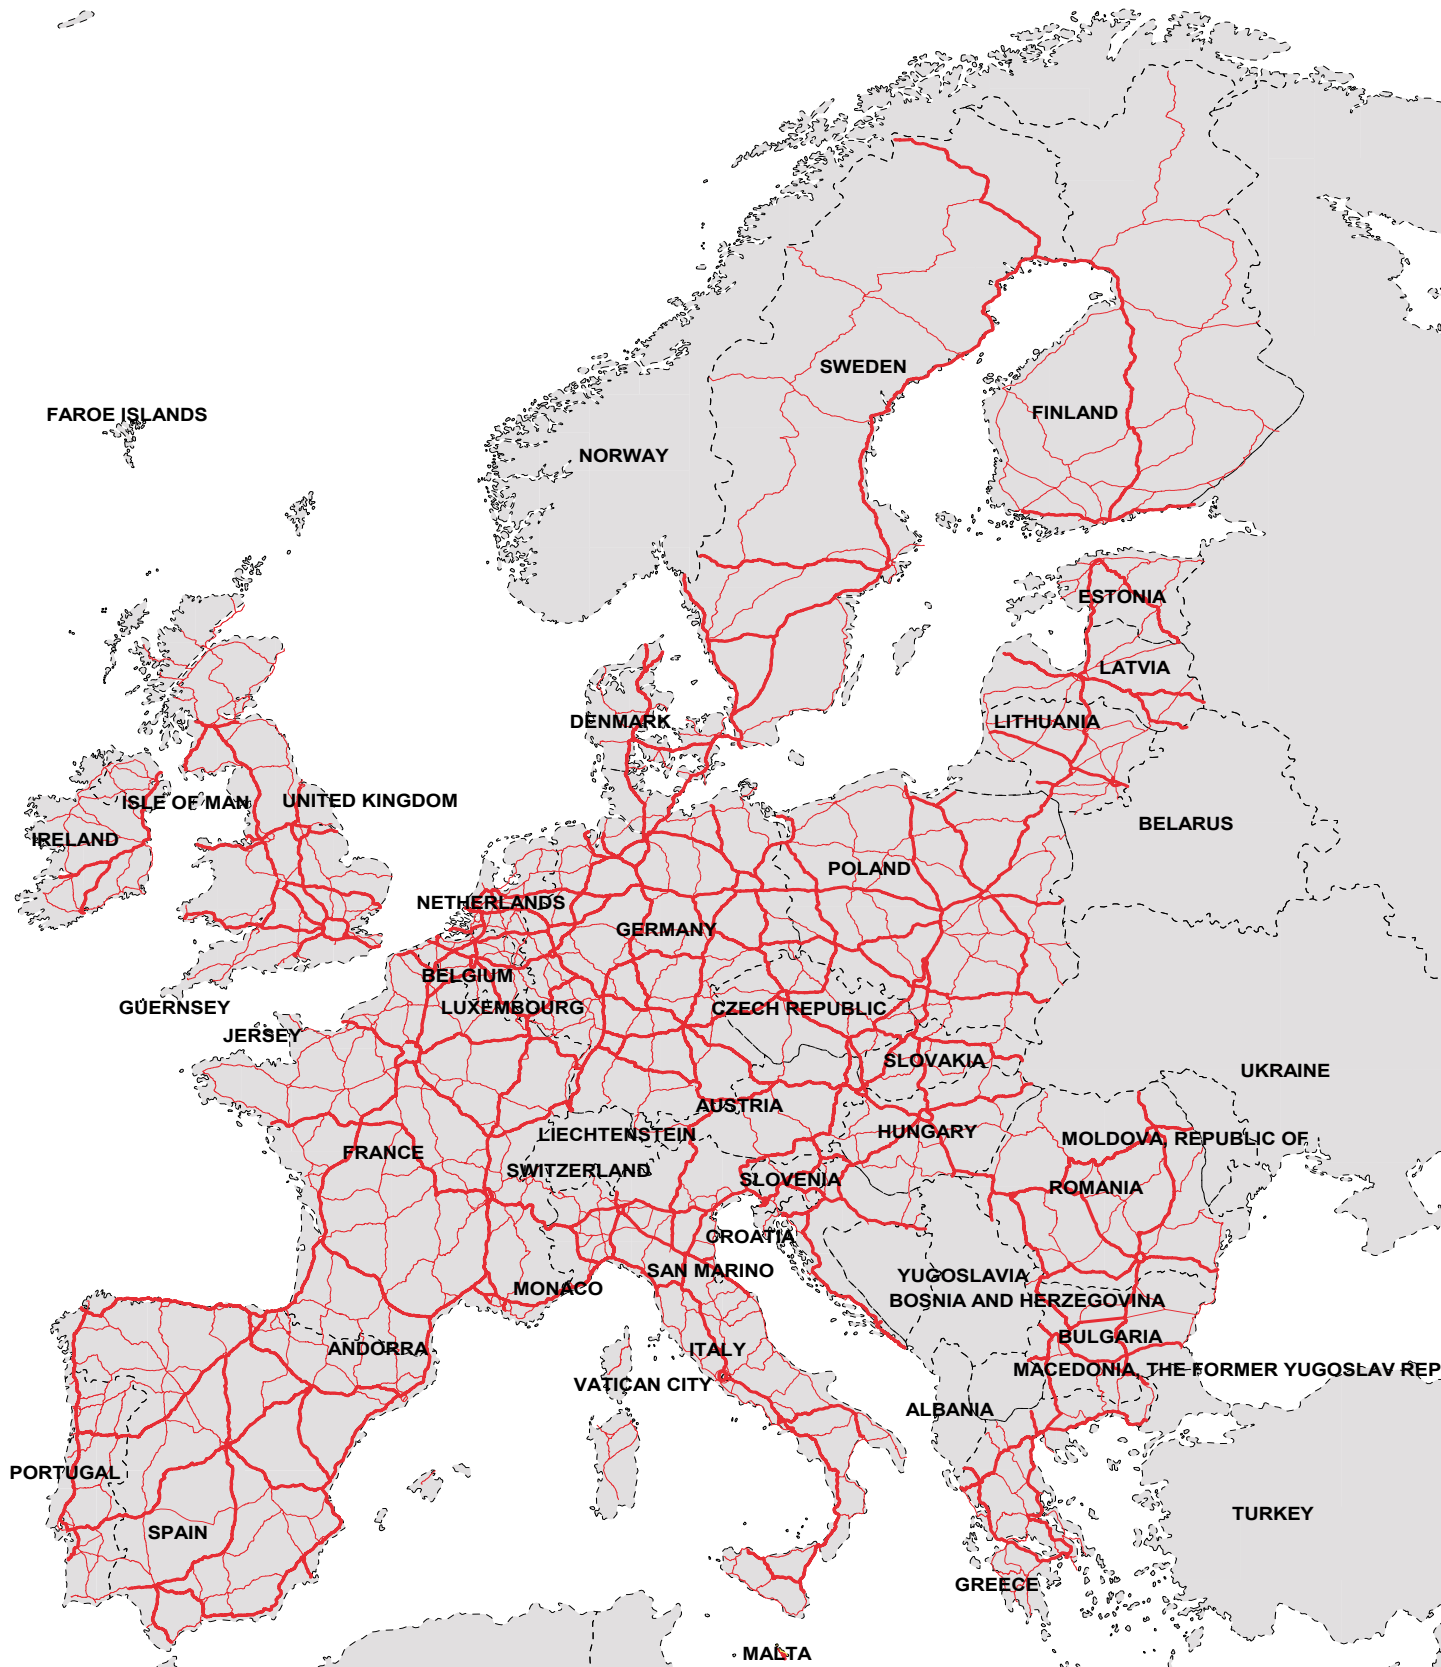 SWEDEN
FAROE ISLANDS
FINLAND
NORWAY
ESTONIA
LATVIA
DENMARK
LITHUANIA
ISLE OF MAN
UNITED KINGDOM
BELARUS
IRELAND
POLAND
NETHERLANDS
GERMANY
BELGIUM
GUERNSEY
LUXEMBOURG
CZECH REPUBLIC
JERSEY
SLOVAKIA
UKRAINE
AUSTRIA
LIECHTENSTEIN
HUNGARY
MOLDOVA, REPUBLIC OF
FRANCE
SWITZERLAND
SLOVENIA
ROMANIA
CROATIA
SAN MARINO
YUGOSLAVIA
MONACO
BOSNIA AND HERZEGOVINA
BULGARIA
ANDORRA
ITALY
MACEDONIA, THE FORMER YUGOSLAV REP
VATICAN CITY
ALBANIA
PORTUGAL
TURKEY
SPAIN
GREECE
MALTA